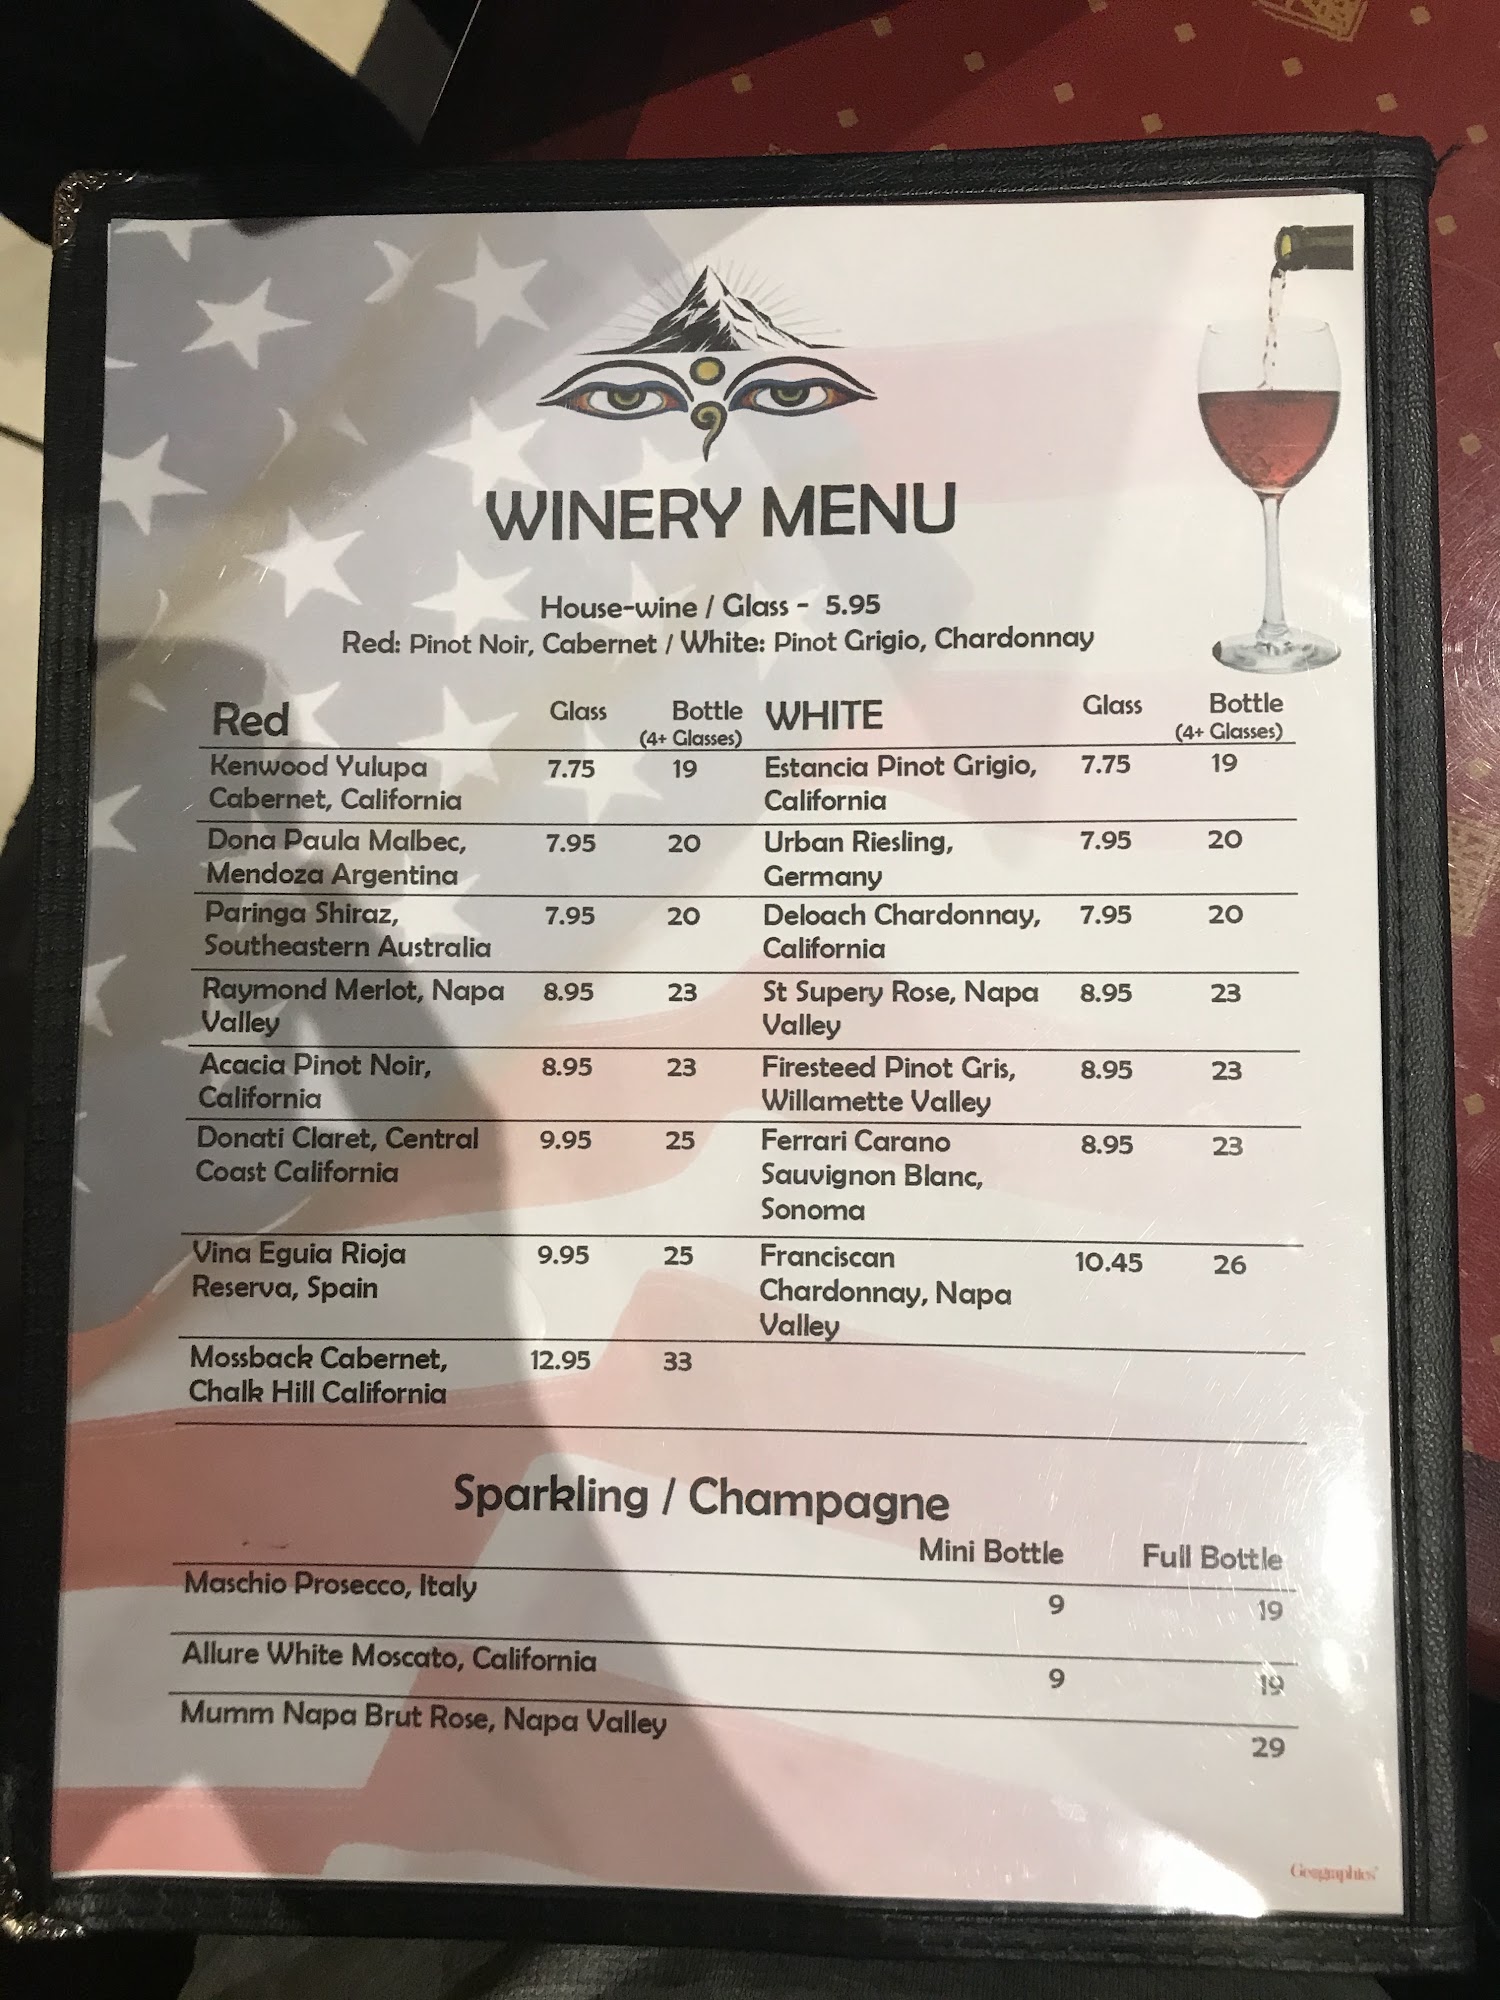 WINERY MENU
House-wine / Glass - 5.95
Red: Pinot Noir, Cabernet / White: Pinot Grigio, Chardonnay
Red Glass Bottle
(4+ Glasses)
Kenwood Yulupa 7.75 19
Cabernet, California
Dona Paula Malbec, 7.95 20
Mendoza Argentina
Paringa Shiraz, 7.95 20
Southeastern Australia
Raymond Merlot, Napa 8.95 23
Valley
Acacia Pinot Noir, 8.95 23
California
Donati Claret, Central 9.95 25
Coast California
Vina Eguia Rioja 9.95 25
Reserva, Spain
Mossback Cabernet, 12.95 33
Chalk Hill California
WHITE Glass Bottle
(4+ Glasses)
Estancia Pinot Grigio, 7.75 19
California
Urban Riesling, 7.95 20
Germany
Deloach Chardonnay, 7.95 20
California
St Supery Rose, Napa 8.95 23
Valley
Firesteed Pinot Gris, 8.95 23
Willamette Valley
Ferrari Carano 8.95 23
Sauvignon Blanc,
Sonoma
Franciscan 10.45 26
Chardonnay, Napa
Valley
Sparkling / Champagne
Mini Bottle Full Bottle
Maschio Prosecco, Italy 9 19
Allure White Moscato, California 9 19
Mumm Napa Brut Rose, Napa Valley 29
Geographics